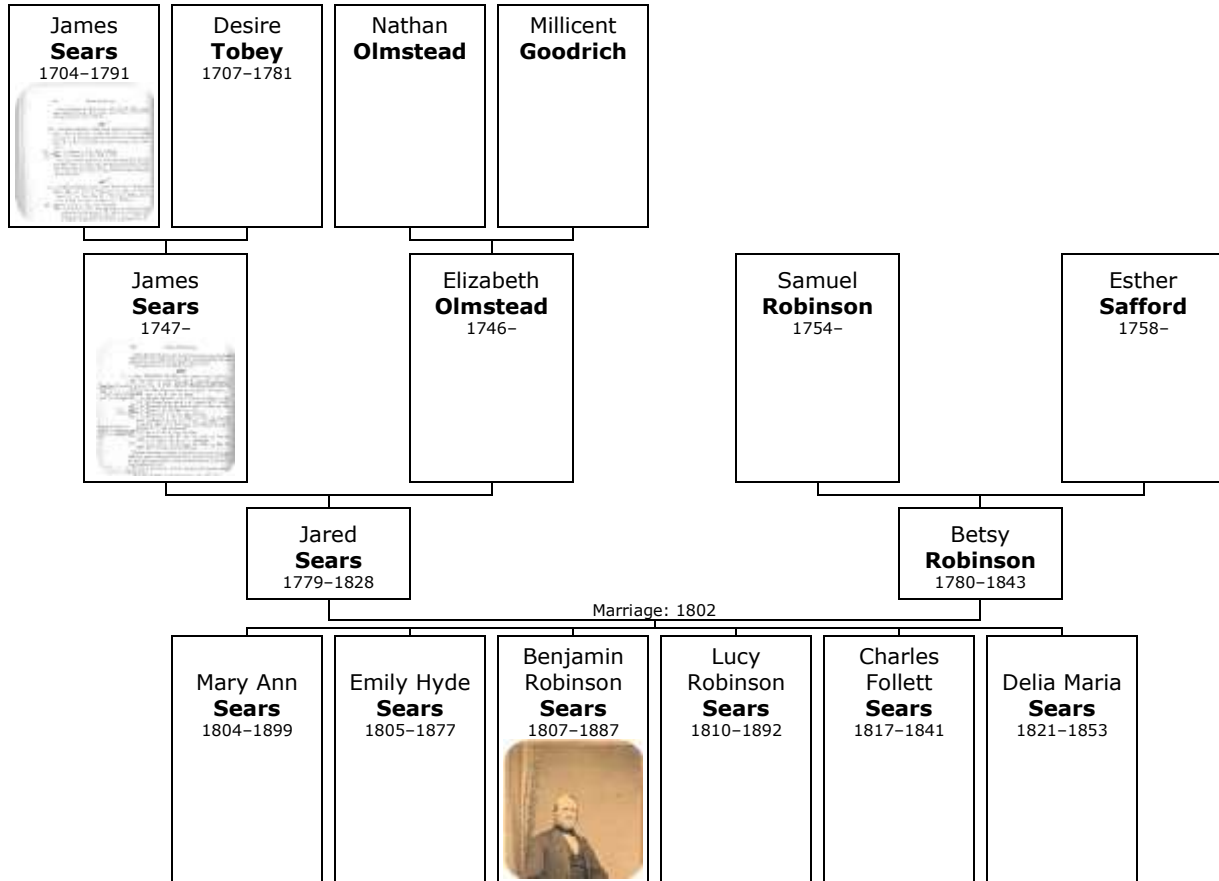 James
Sears
1704–1791
Desire
Tobey
1707–1781
Nathan
Olmstead
Millicent
Goodrich
James
Sears
1747–
Elizabeth
Olmstead
1746–
Samuel
Robinson
1754–
Esther
Safford
1758–
Jared
Sears
1779–1828
Betsy
Robinson
1780–1843
Marriage: 1802
Mary Ann
Sears
1804–1899
Emily Hyde
Sears
1805–1877
Benjamin
Robinson
Sears
1807–1887
Lucy
Robinson
Sears
1810–1892
Charles
Follett
Sears
1817–1841
Delia Maria
Sears
1821–1853